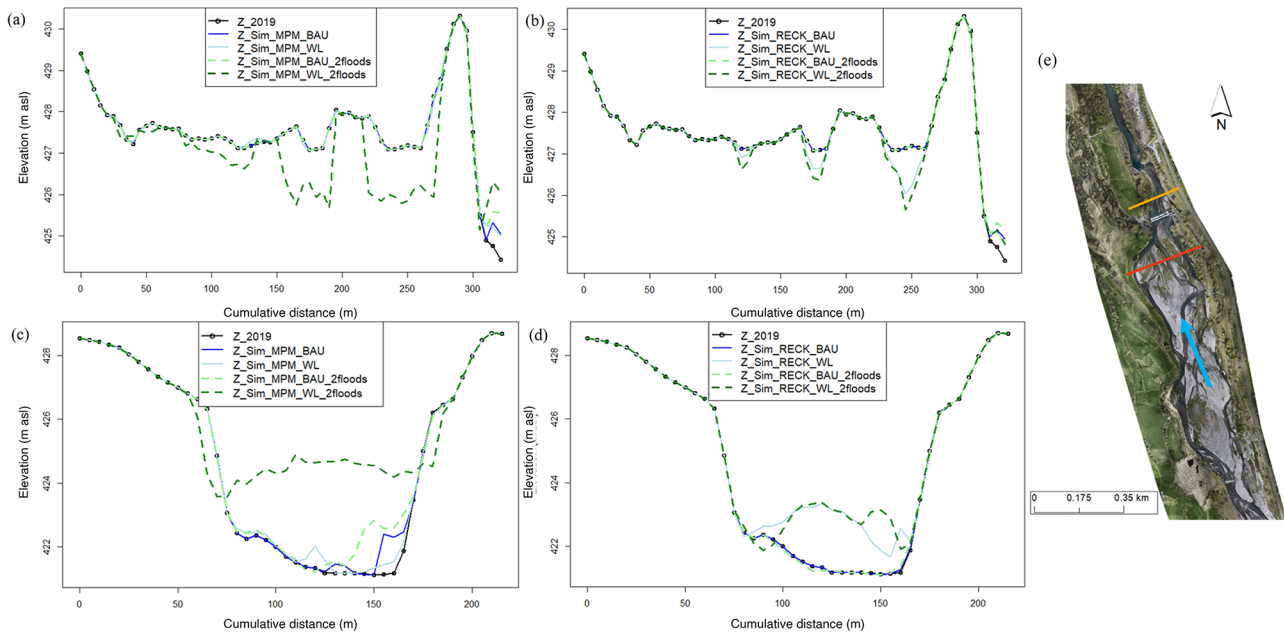 (a)
Z_2019
Z_Sim_MPM_BAU
Z_Sim_MPM_WL
Z_Sim_MPM_BAU_2floods
Z_Sim_MPM_WL_2floods
Elevation (m asl)
430
429
428
427
426
425
0 50 100 150 200 250 300
Cumulative distance (m)
(b)
Z_2019
Z_Sim_RECK_BAU
Z_Sim_RECK_WL
Z_Sim_RECK_BAU_2floods
Z_Sim_RECK_WL_2floods
Elevation (m asl)
430
429
428
427
426
425
0 50 100 150 200 250 300
Cumulative distance (m)
(c)
Z_2019
Z_Sim_MPM_BAU
Z_Sim_MPM_WL
Z_Sim_MPM_BAU_2floods
Z_Sim_MPM_WL_2floods
Elevation (m asl)
428
426
424
422
0 50 100 150 200
Cumulative distance (m)
(d)
Z_2019
Z_Sim_RECK_BAU
Z_Sim_RECK_WL
Z_Sim_RECK_BAU_2floods
Z_Sim_RECK_WL_2floods
Elevation (m asl)
428
426
424
422
0 50 100 150 200
Cumulative distance (m)
(e)
N
0 0.175 0.35 km